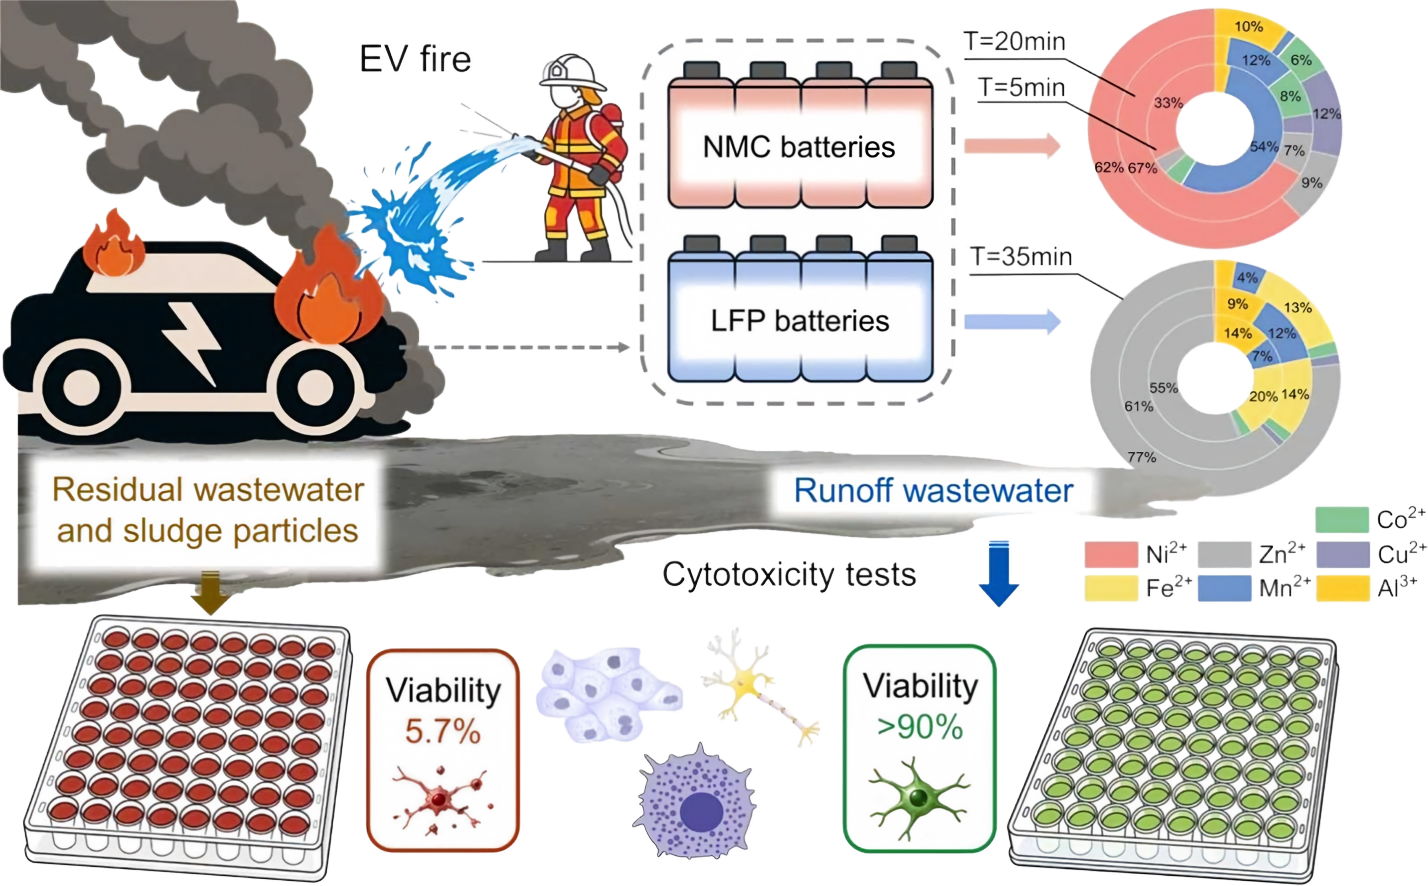 EV fire
NMC batteries
LFP batteries
T=20min
T=5min
10%
12%
6%
8%
12%
33%
54%
7%
62%
67%
9%
T=35min
4%
9%
13%
14%
12%
7%
55%
20%
14%
61%
77%
Residual wastewater
and sludge particles
Runoff wastewater
Cytotoxicity tests
Co²⁺
Ni²⁺
Zn²⁺
Cu²⁺
Fe²⁺
Mn²⁺
Al³⁺
Viability
5.7%
Viability
>90%